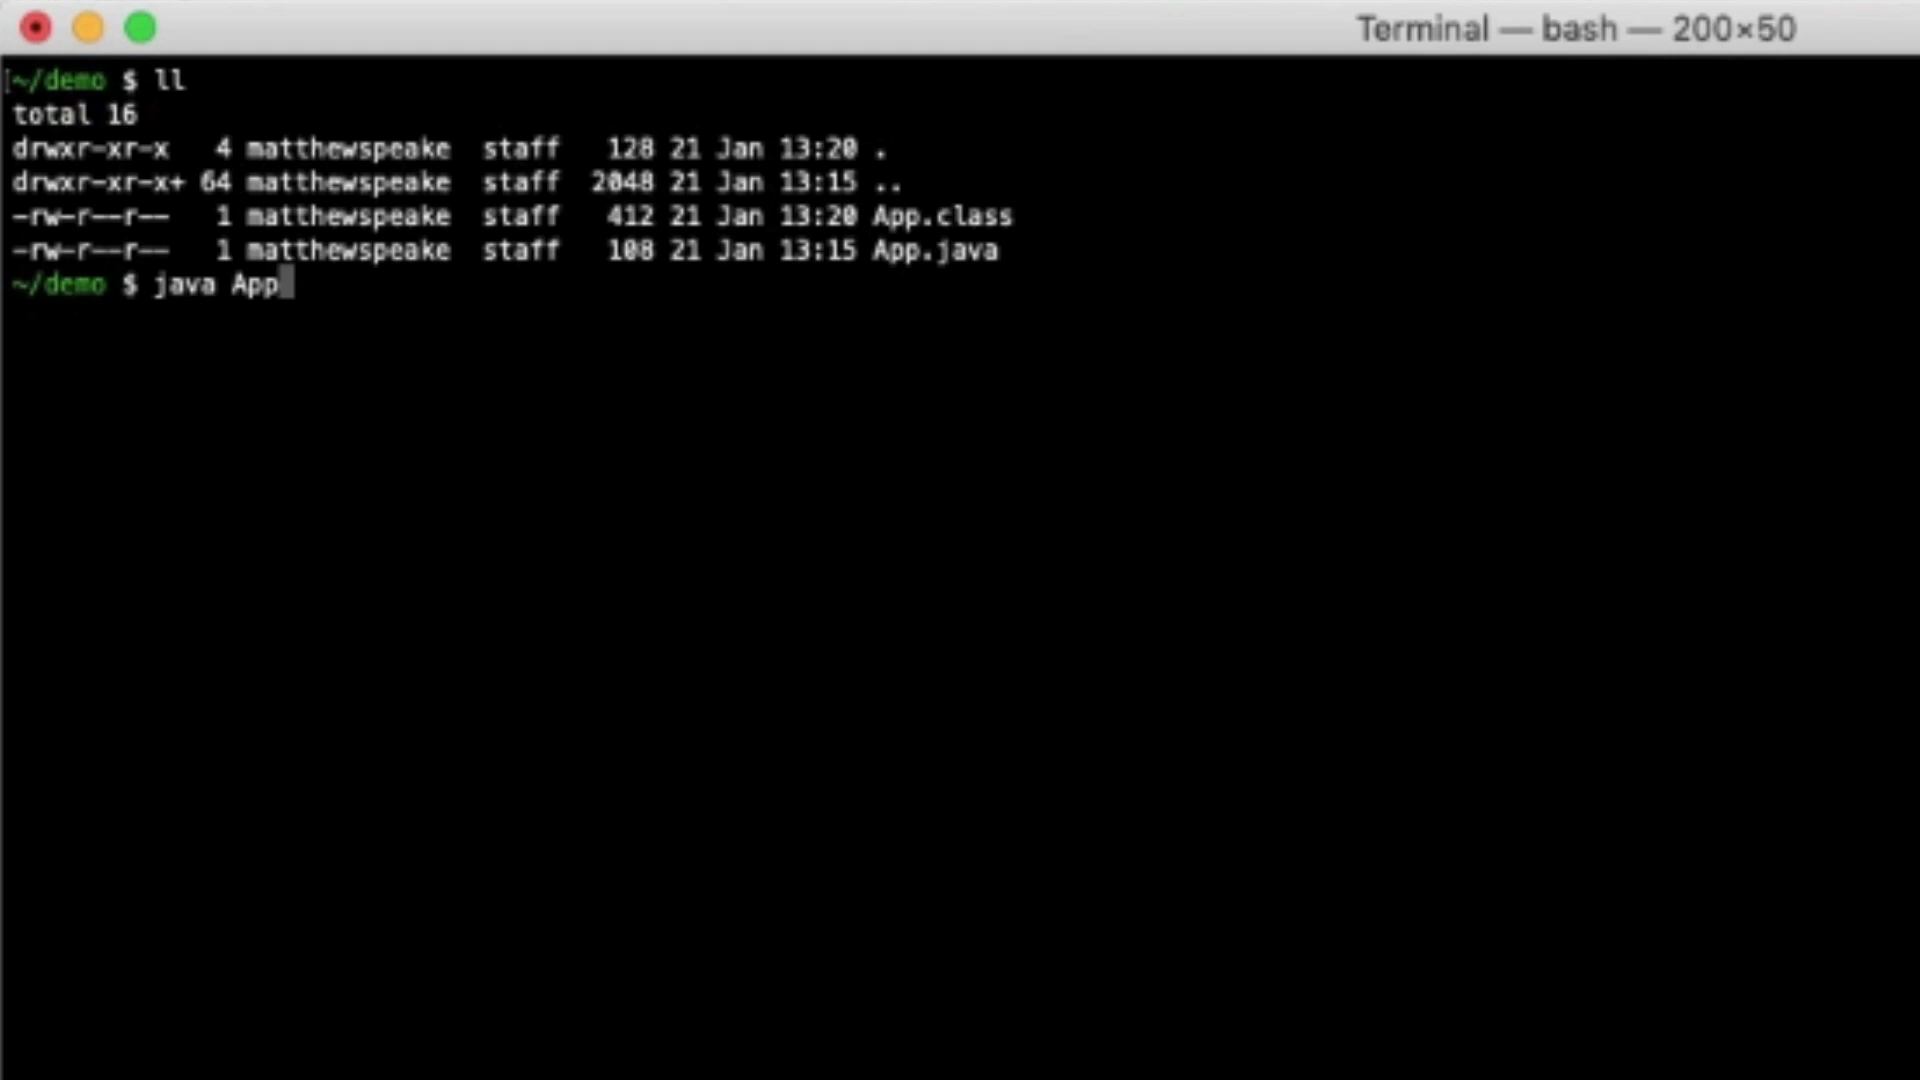 Terminal — bash — 200×50
~/demo $ ll
total 16
drwxr-xr-x   4 matthewspeake  staff   128 21 Jan 13:20 .
drwxr-xr-x+ 64 matthewspeake  staff  2048 21 Jan 13:15 ..
-rw-r--r--   1 matthewspeake  staff   412 21 Jan 13:20 App.class
-rw-r--r--   1 matthewspeake  staff   108 21 Jan 13:15 App.java
~/demo $ java App